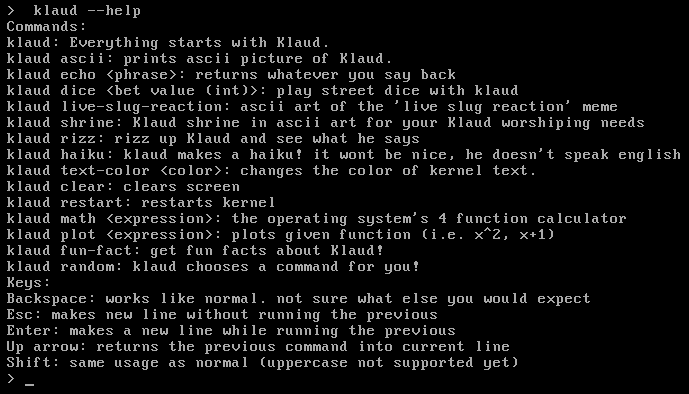 >  klaud --help
Commands:
klaud: Everything starts with Klaud.
klaud ascii: prints ascii picture of Klaud.
klaud echo <phrase>: returns whatever you say back
klaud dice <bet value (int)>: play street dice with klaud
klaud live-slug-reaction: ascii art of the 'live slug reaction' meme
klaud shrine: Klaud shrine in ascii art for your Klaud worshiping needs
klaud rizz: rizz up Klaud and see what he says
klaud haiku: klaud makes a haiku! it wont be nice, he doesn't speak english
klaud text-color <color>: changes the color of kernel text.
klaud clear: clears screen
klaud restart: restarts kernel
klaud math <expression>: the operating system's 4 function calculator
klaud plot <expression>: plots given function (i.e. x^2, x+1)
klaud fun-fact: get fun facts about Klaud!
klaud random: klaud chooses a command for you!
Keys:
Backspace: works like normal. not sure what else you would expect
Esc: makes new line without running the previous
Enter: makes a new line while running the previous
Up arrow: returns the previous command into current line
Shift: same usage as normal (uppercase not supported yet)
> _